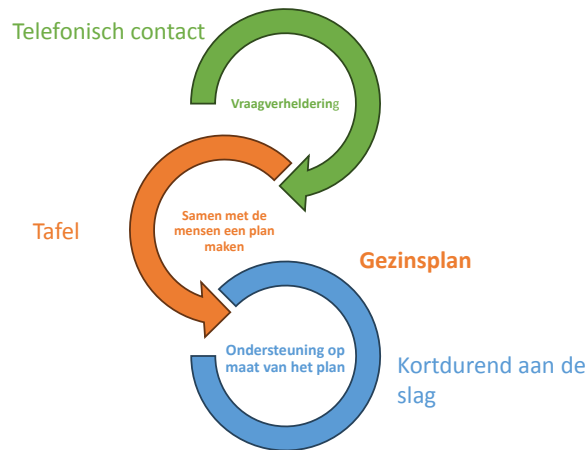 Telefonisch contact
Vraagverheldering
Samen met de
mensen een plan
maken
Tafel
Gezinsplan
Ondersteuning op
maat van het plan
Kortdurend aan de
slag